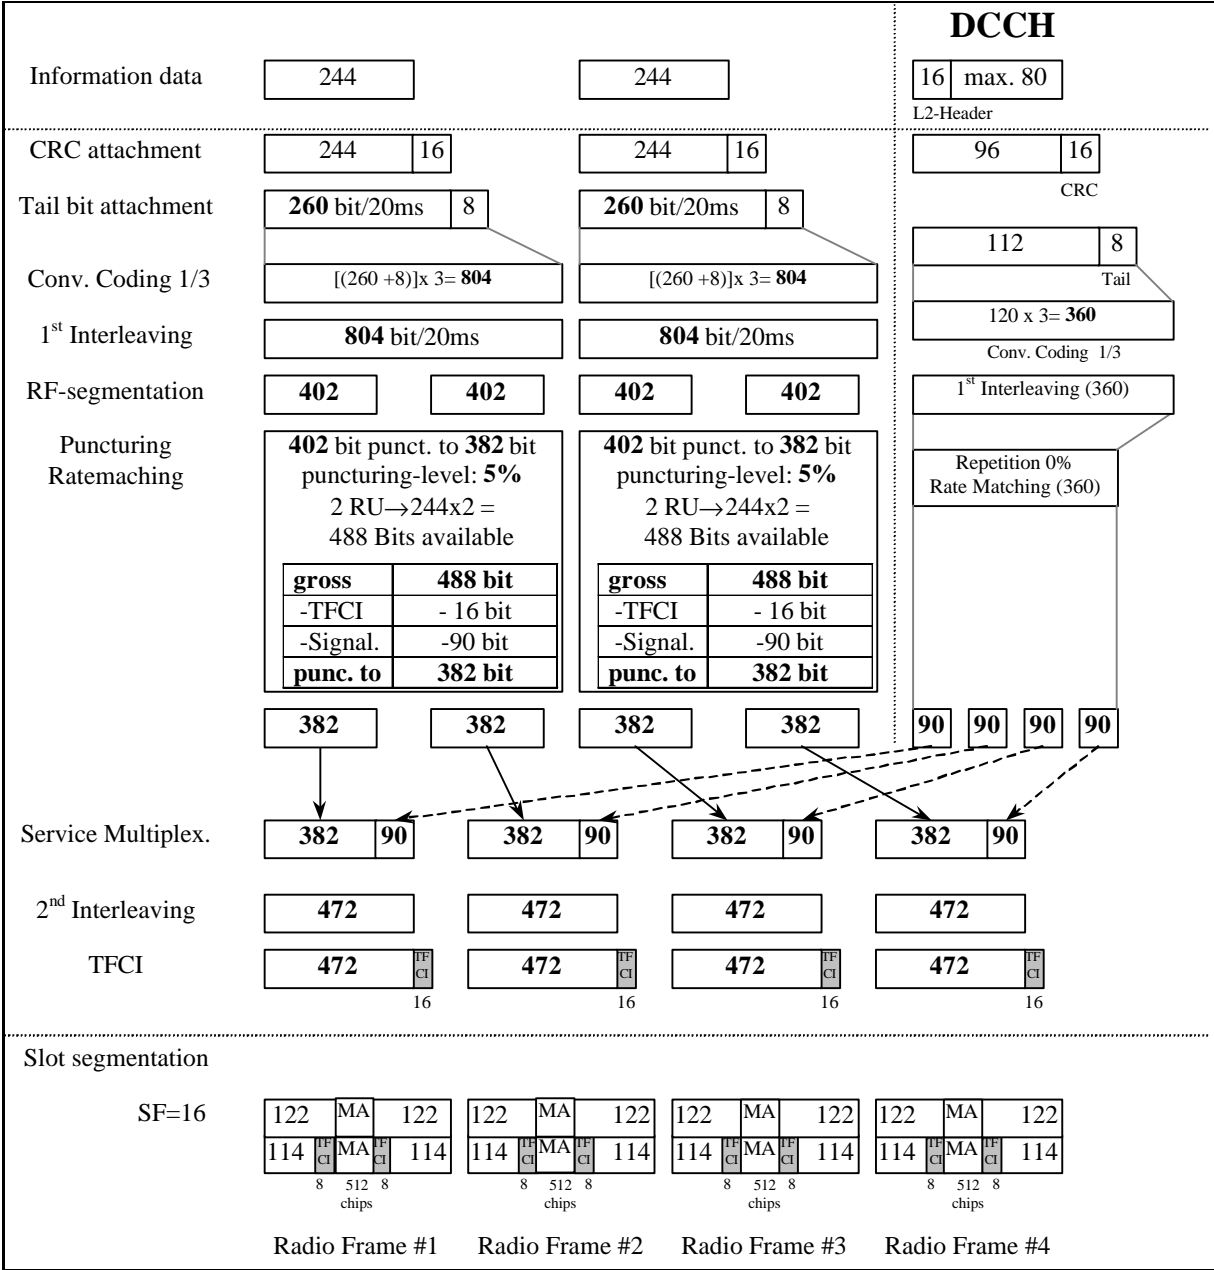 DCCH
Information data 244 244 16 max. 80
L2-Header
CRC attachment 244 16 244 16 96 16
CRC
Tail bit attachment 260 bit/20ms 8 260 bit/20ms 8
112 8
Tail
Conv. Coding 1/3 [(260 +8)]x 3= 804 [(260 +8)]x 3= 804
120 x 3= 360
Conv. Coding 1/3
1st Interleaving 804 bit/20ms 804 bit/20ms
RF-segmentation 402 402 402 402 1st Interleaving (360)
Puncturing
Ratemaching
402 bit punct. to 382 bit
puncturing-level: 5%
2 RU→244x2 =
488 Bits available
gross 488 bit
-TFCI - 16 bit
-Signal. -90 bit
punc. to 382 bit
402 bit punct. to 382 bit
puncturing-level: 5%
2 RU→244x2 =
488 Bits available
gross 488 bit
-TFCI - 16 bit
-Signal. -90 bit
punc. to 382 bit
Repetition 0%
Rate Matching (360)
382 382 382 382 90 90 90 90
Service Multiplex. 382 90 382 90 382 90 382 90
2nd Interleaving 472 472 472 472
TFCI 472 TF CI 472 TF CI 472 TF CI 472 TF CI
16 16 16 16
Slot segmentation
SF=16 122 MA 122 122 MA 122 122 MA 122 122 MA 122
114 TF CI MA TF CI 114 114 TF CI MA TF CI 114 114 TF CI MA TF CI 114 114 TF CI MA TF CI 114
8 512 8 8 512 8 8 512 8 8 512 8
chips chips chips chips
Radio Frame #1 Radio Frame #2 Radio Frame #3 Radio Frame #4